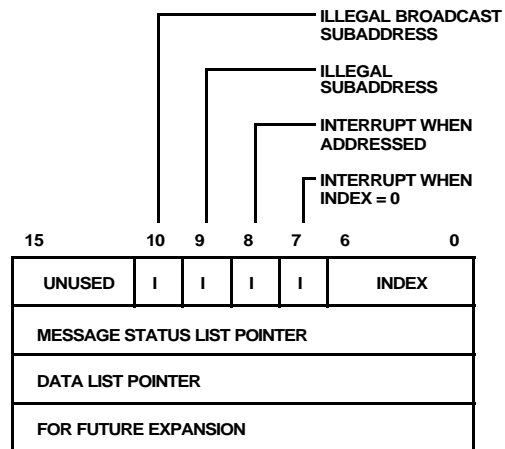 ILLEGAL BROADCAST
SUBADDRESS
ILLEGAL
SUBADDRESS
INTERRUPT WHEN
ADDRESSED
INTERRUPT WHEN
INDEX = 0
15 10 9 8 7 6 0
UNUSED I I I I INDEX
MESSAGE STATUS LIST POINTER
DATA LIST POINTER
FOR FUTURE EXPANSION